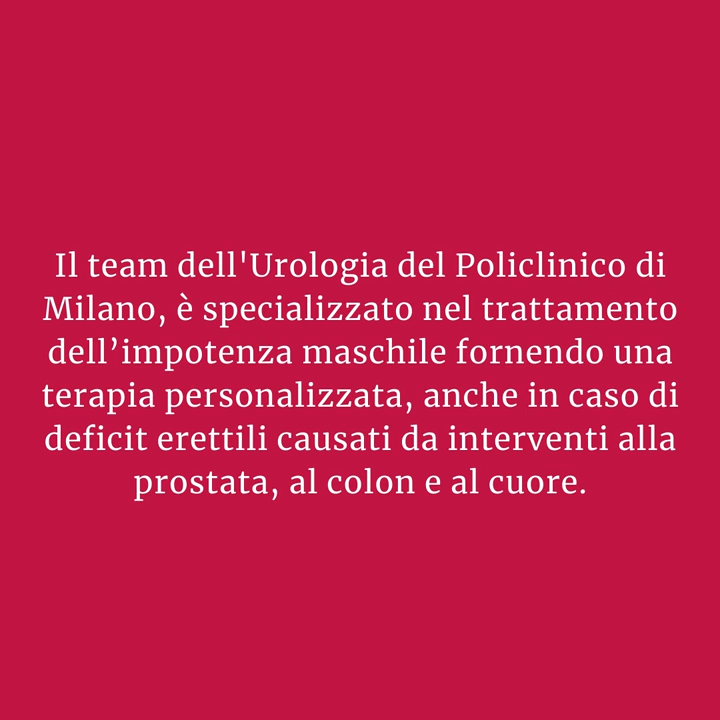 Il team dell'Urologia del Policlinico di
Milano, è specializzato nel trattamento
dell’impotenza maschile fornendo una
terapia personalizzata, anche in caso di
deficit erettili causati da interventi alla
prostata, al colon e al cuore.